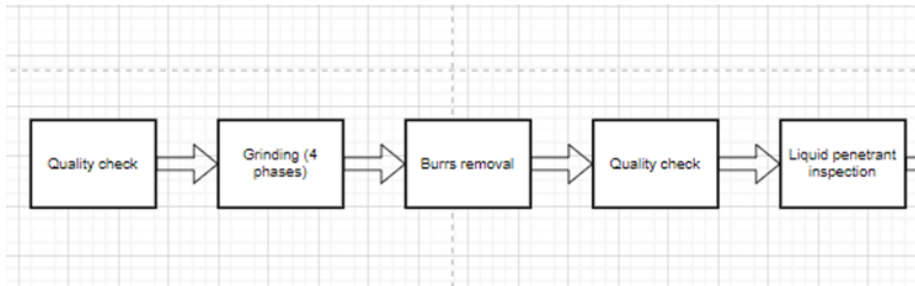 Quality check
Grinding (4
phases)
Burrs removal
Quality check
Liquid penetrant
inspection